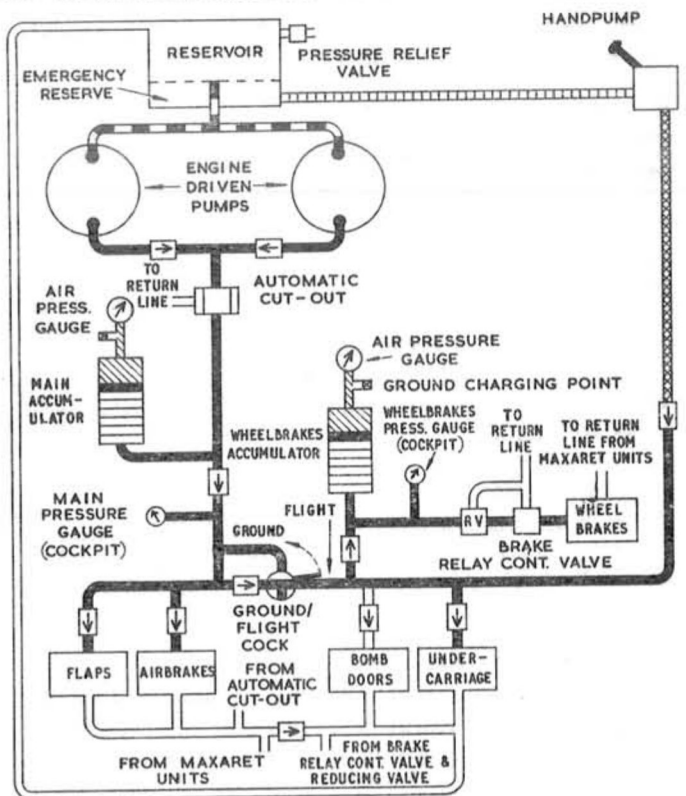 HANDPUMP
RESERVOIR
PRESSURE RELIEF
VALVE
EMERGENCY
RESERVE
ENGINE
DRIVEN
PUMPS
TO
RETURN
LINE
AUTOMATIC
CUT-OUT
AIR
PRESS.
GAUGE
AIR PRESSURE
GAUGE
MAIN
ACCUM-
ULATOR
GROUND CHARGING POINT
WHEELBRAKES
ACCUMULATOR
WHEELBRAKES
PRESS. GAUGE
(COCKPIT)
TO
RETURN
LINE
TO RETURN
LINE FROM
MAXARET
UNITS
MAIN
PRESSURE
GAUGE
(COCKPIT)
GROUND
FLIGHT
RV
WHEEL
BRAKES
BRAKE
RELAY CONT. VALVE
GROUND/
FLIGHT
COCK
FLAPS
AIRBRAKES
FROM
AUTOMATIC
CUT-OUT
BOMB
DOORS
UNDER-
CARRIAGE
FROM MAXARET
UNITS
FROM BRAKE
RELAY CONT. VALVE &
REDUCING VALVE